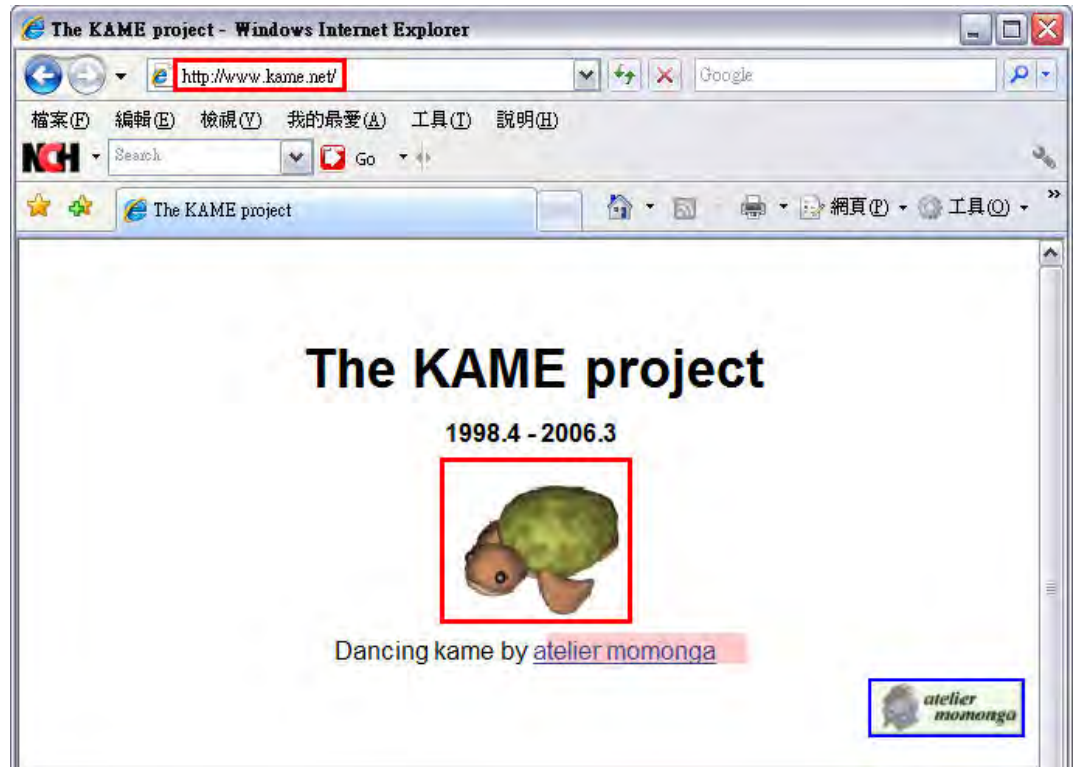 The KAME project - Windows Internet Explorer
http://www.kame.net/
Google
檔案(F) 編輯(E) 檢視(V) 我的最愛(A) 工具(T) 說明(H)
NCH Search Go
The KAME project 網頁(P) 工具(O) »
The KAME project
1998.4 - 2006.3
Dancing kame by atelier momonga
atelier
momonga